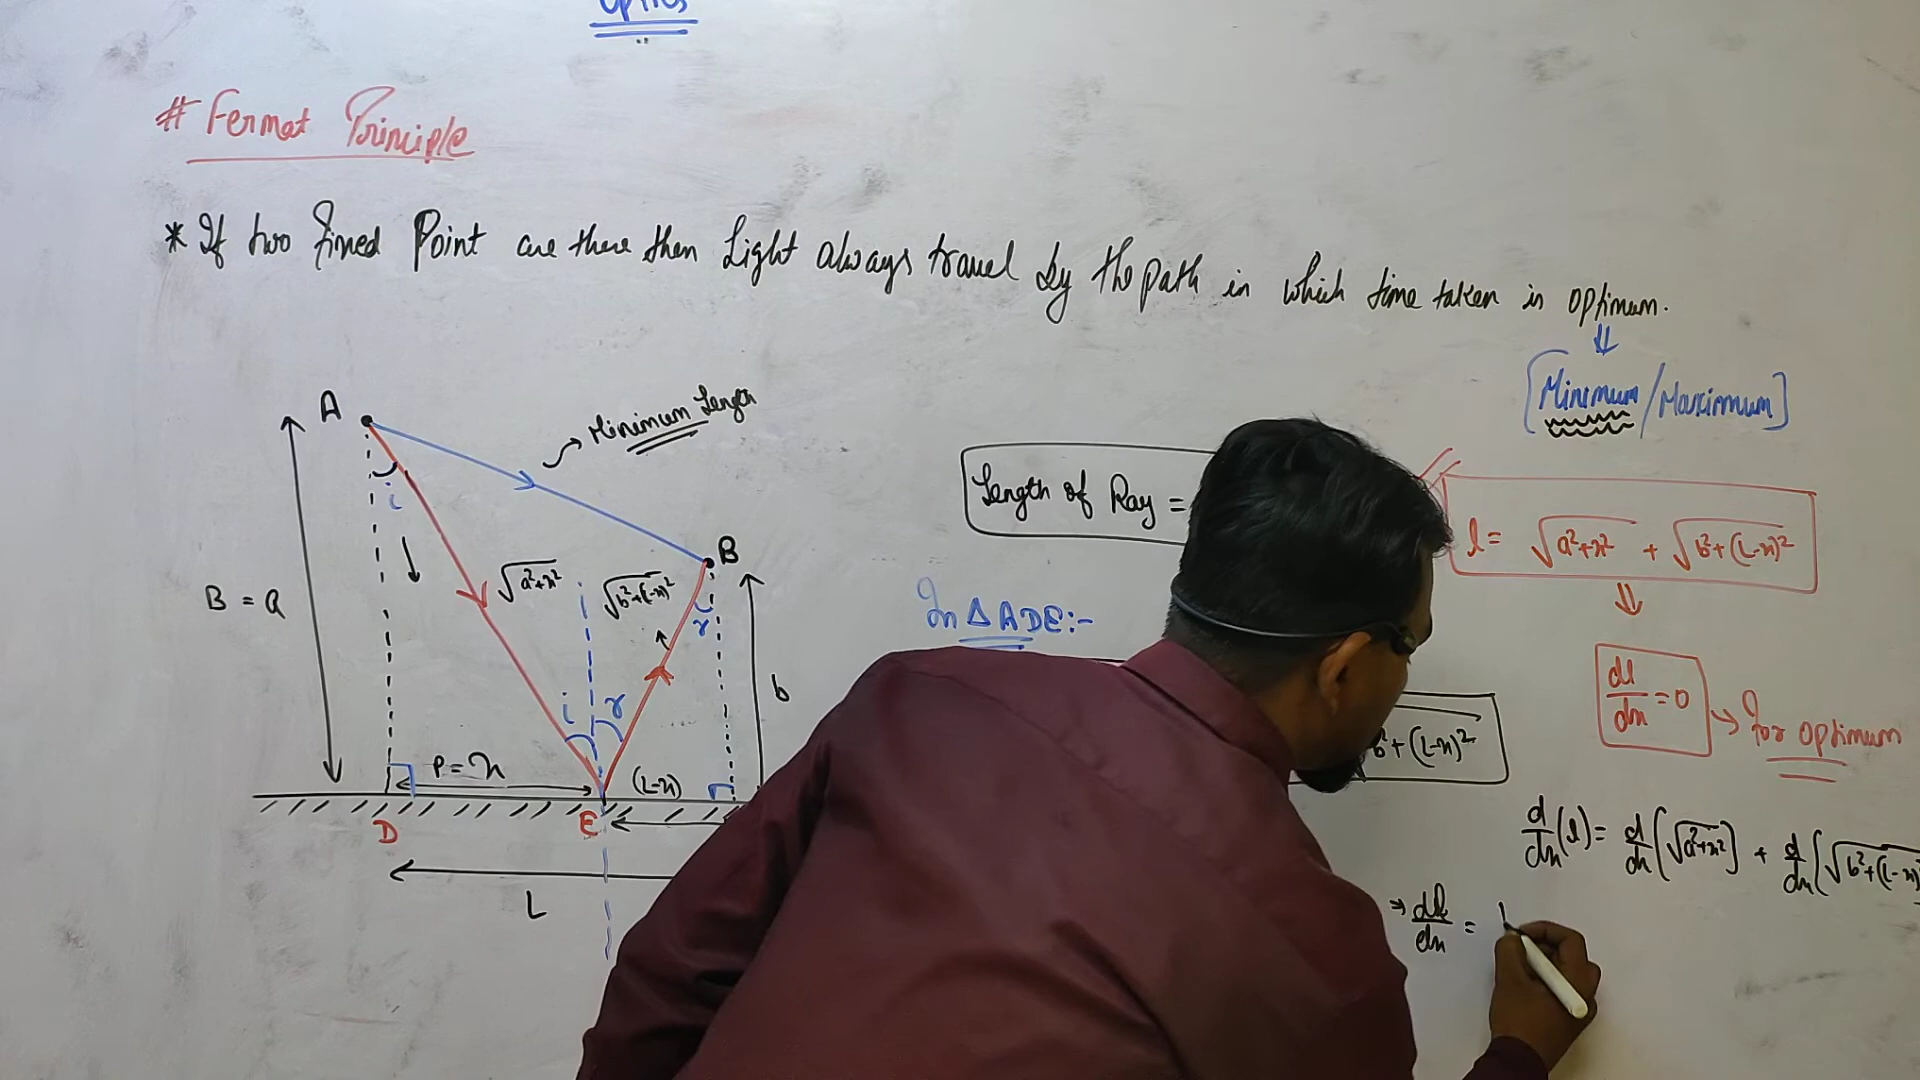 Optics
# Fermat Principle
* If two fined Point are there then Light always travel by the path in which time taken is optimum.
⇓
[Minimum/Maximum]
A
Minimum Length
i
B
B = a
√a²+x²
√b²+(L-x)²
r
i
r
b
P = x
(L-x)
D
E
L
Length of Ray =
l = √a²+x² + √b²+(L-x)²
⇓
In Δ ADE:-
dl/dx = 0 → for optimum
b²+(L-x)²
d/dx (l) = d/dx (√a²+x²) + d/dx (√b²+(L-x)²
⇒ dl/dx =